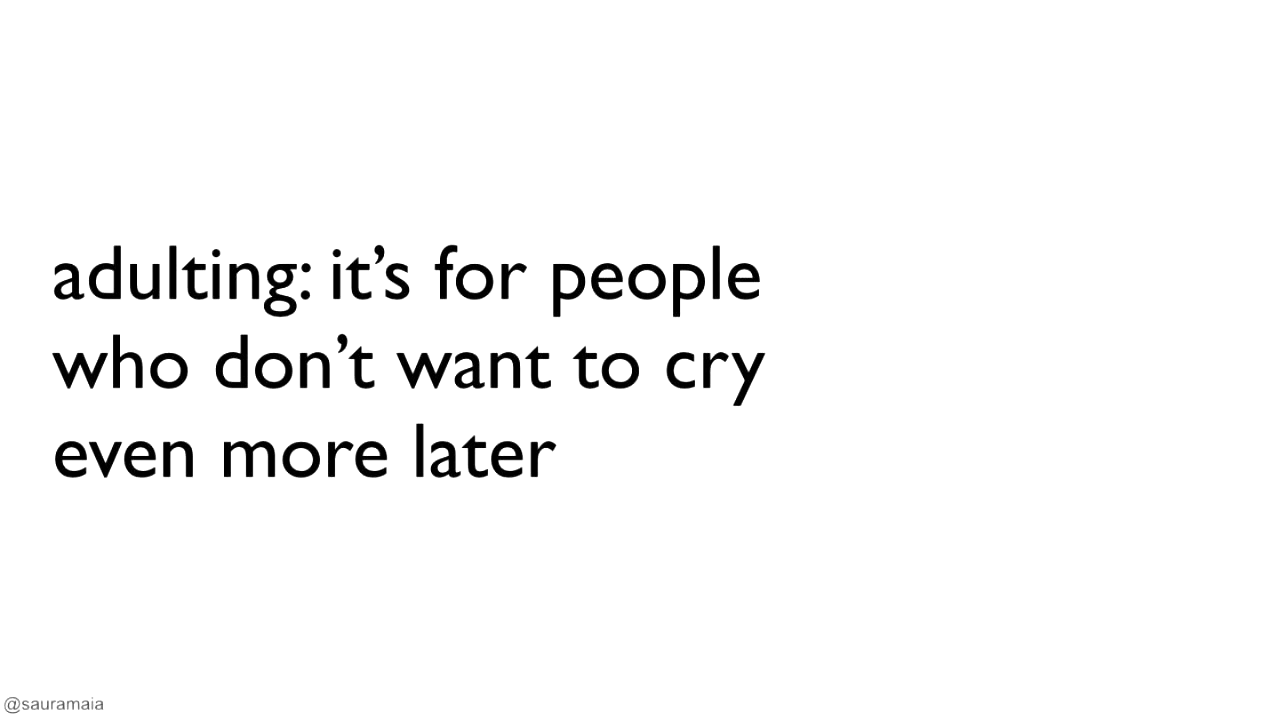 adulting: it’s for people
who don’t want to cry
even more later
@sauramaia